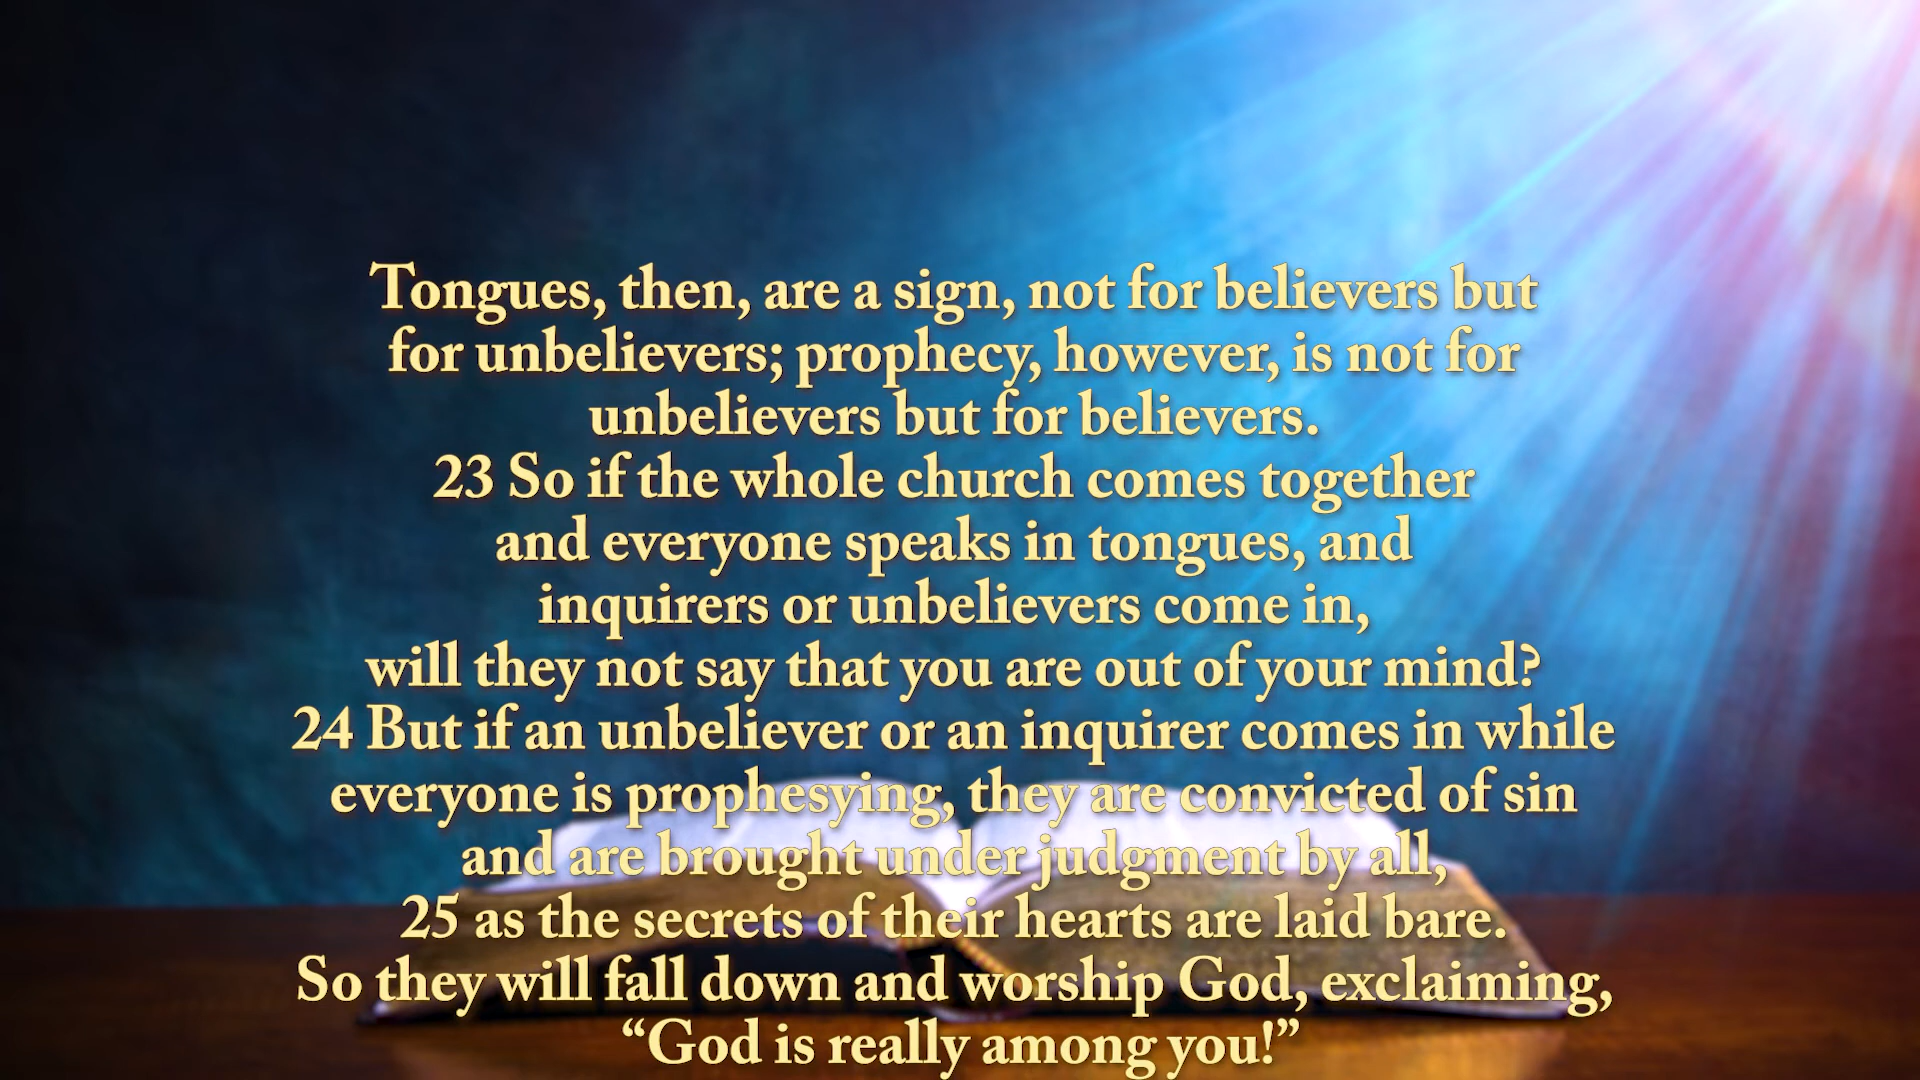 Tongues, then, are a sign, not for believers but
for unbelievers; prophecy, however, is not for
unbelievers but for believers.
23 So if the whole church comes together
and everyone speaks in tongues, and
inquirers or unbelievers come in,
will they not say that you are out of your mind?
24 But if an unbeliever or an inquirer comes in while
everyone is prophesying, they are convicted of sin
and are brought under judgment by all,
25 as the secrets of their hearts are laid bare.
So they will fall down and worship God, exclaiming,
“God is really among you!”